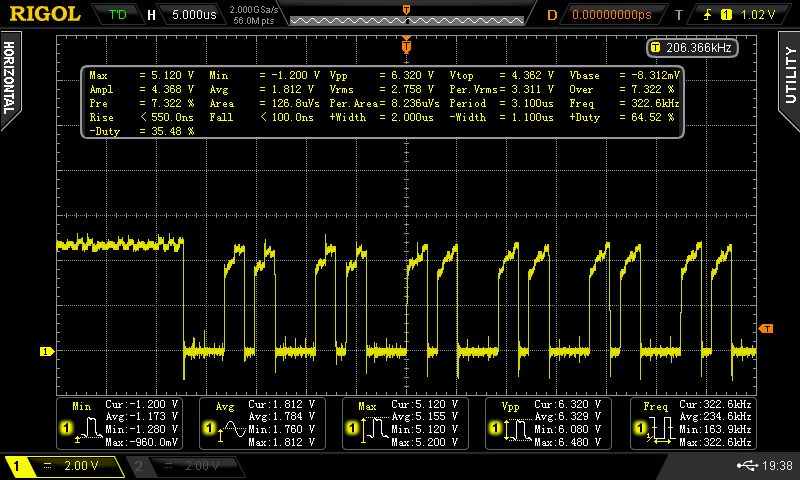 RIGOL T'D H 5.000us 2.000GSa/s 56.0M pts T D 0.00000000ps T 1 1.02 V
HORIZONTAL
UTILITY
T
T 206.366kHz
Max = 5.120 V Min = -1.200 V Vpp = 6.320 V Vtop = 4.362 V Vbase = -8.312mV
Ampl = 4.368 V Avg = 1.812 V Vrms = 2.758 V Per.Vrms= 3.311 V Over = 7.322 %
Pre = 7.322 % Area = 126.8uVs Per.Area= 8.236uVs Period = 3.100us Freq = 322.6kHz
Rise < 550.0ns Fall < 100.0ns +Width = 2.000us -Width = 1.100us +Duty = 64.52 %
-Duty = 35.48 %
T
1
Min Cur:-1.200 V
Avg:-1.173 V
1 Min:-1.280 V
Max:-960.0mV
Avg Cur:1.812 V
Avg:1.784 V
1 Min:1.760 V
Max:1.812 V
Max Cur:5.120 V
Avg:5.155 V
1 Min:5.120 V
Max:5.200 V
Vpp Cur:6.320 V
Avg:6.329 V
1 Min:6.080 V
Max:6.480 V
Freq Cur:322.6kHz
Avg:234.6kHz
1 Min:163.9kHz
Max:322.6kHz
1 2.00 V 2 2.00 V 19:38